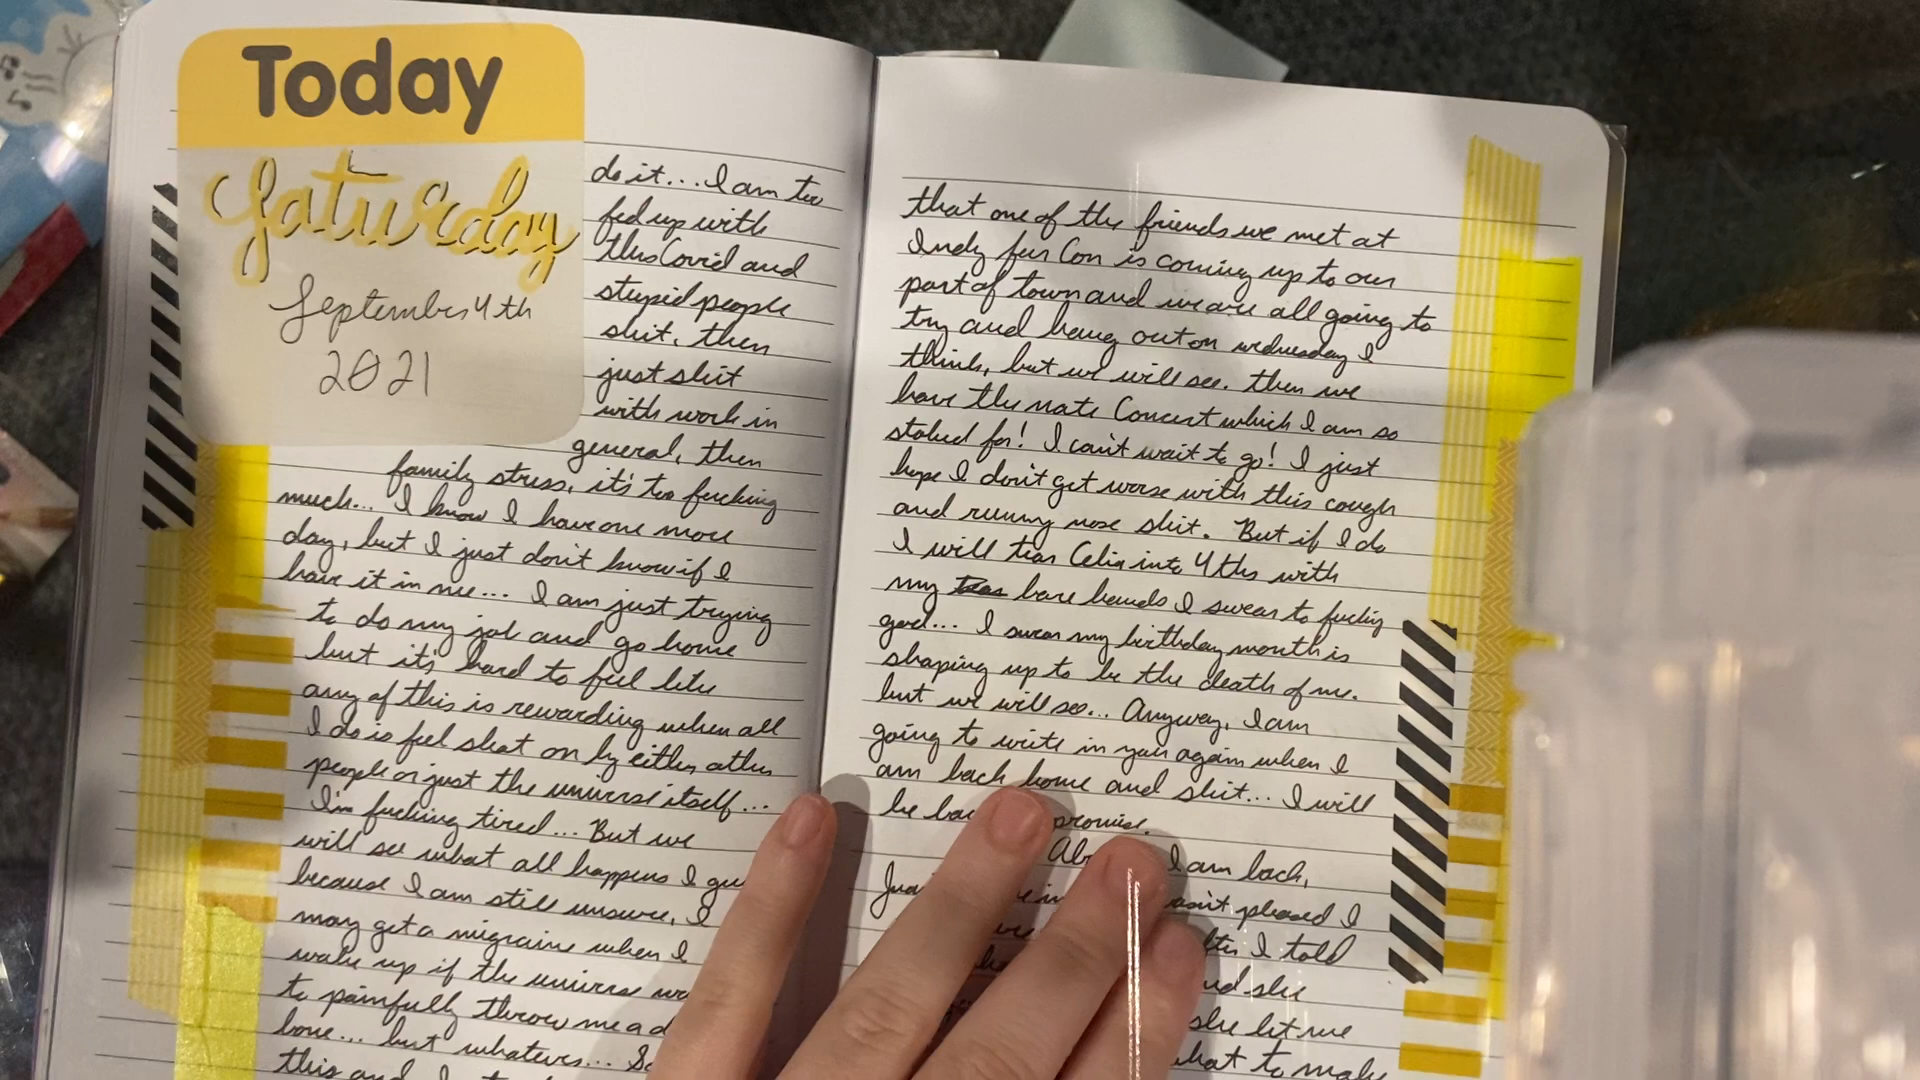 Today
Saturday
September 4th
2021
do it... I am too
fed up with
this Covid and
stupid people
shit, then
just shit
with work in
general, then
family stress, it's too fucking
much... I know I have one more
day, but I just don't know if I
have it in me... I am just trying
to do my job and go home
but it's hard to feel like
any of this is rewarding when all
I do is feel shat on by either other
people or just the universe itself...
I'm fucking tired... But we
will see what all happens I
because I am still unsure, I
may get a migraine when I
wake up if the universe
to painfully throw me a
bone... but whatever...
this and
that one of the friends we met at
Indy fur Con is coming up to our
part of town and we are all going to
try and hang out on wednesday I
think, but we will see. then we
have the nate Concert which I am so
stoked for! I can't wait to go! I just
hope I don't get worse with this cough
and runny nose shit. But if I do
I will tear Celia into 4ths with
my bare hands I swear to fucking
god... I swear my birthday month is
shaping up to be the death of me.
but we will see... Anyway, I am
going to write in you again when I
am back home and shit... I will
be promise.
I am back,
pleased I
I told
she
she let me
what to make